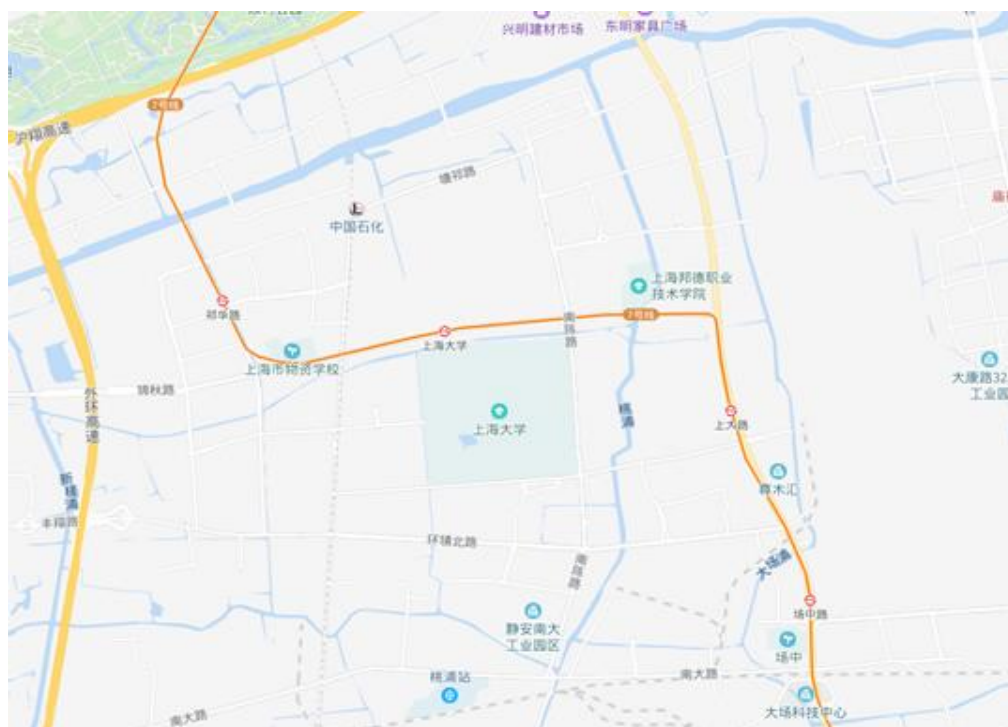 兴明建材市场
东明家具广场
7号线
沪翔高速
塘祁路
中国石化
上海邦德职业
技术学院
祁华路
南陈路
7号线
上海大学
上海市物资学校
大康路32
工业园
锦秋路
外环高速
上海大学
桃浦
上大路
新槎浦
尊木汇
丰翔路
环镇北路
南陈路
大场浦
场中路
静安南大
工业园区
场中
桃浦站
南大路
南大路
大场科技中心